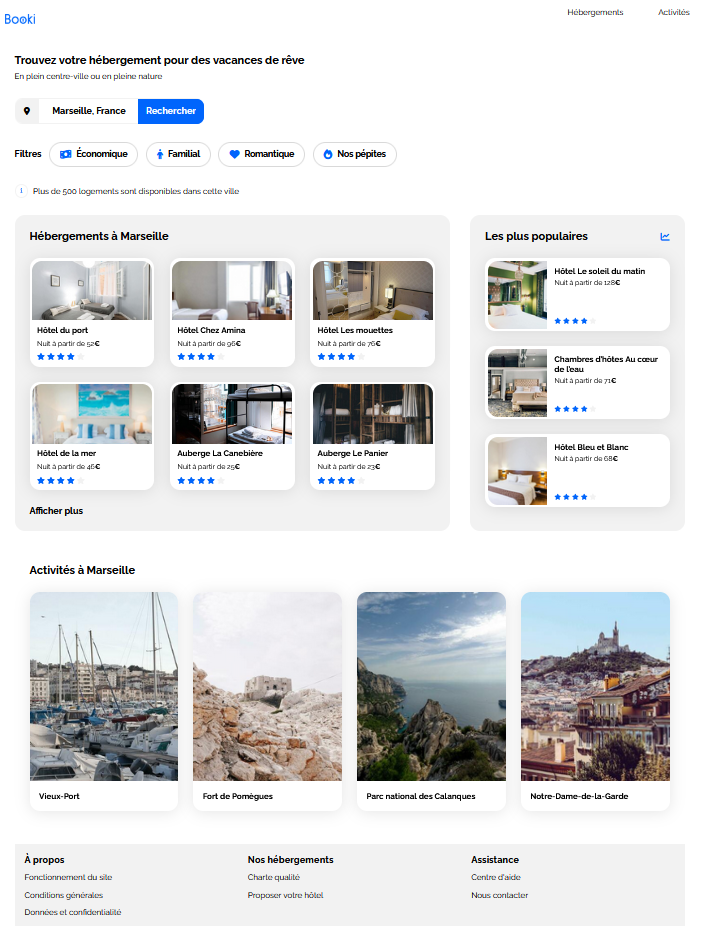 Booki
Hébergements
Activités
Trouvez votre hébergement pour des vacances de rêve
En plein centre-ville ou en pleine nature
Marseille, France
Rechercher
Filtres
Économique
Familial
Romantique
Nos pépites
i
Plus de 500 logements sont disponibles dans cette ville
Hébergements à Marseille
Hôtel du port
Nuit à partir de 52€
Hôtel Chez Amina
Nuit à partir de 96€
Hôtel Les mouettes
Nuit à partir de 76€
Hôtel de la mer
Nuit à partir de 46€
Auberge La Canebière
Nuit à partir de 25€
Auberge Le Panier
Nuit à partir de 23€
Afficher plus
Les plus populaires
Hôtel Le soleil du matin
Nuit à partir de 128€
Chambres d'hôtes Au cœur
de l'eau
Nuit à partir de 71€
Hôtel Bleu et Blanc
Nuit à partir de 68€
Activités à Marseille
Vieux-Port
Fort de Pomègues
Parc national des Calanques
Notre-Dame-de-la-Garde
À propos
Fonctionnement du site
Conditions générales
Données et confidentialité
Nos hébergements
Charte qualité
Proposer votre hôtel
Assistance
Centre d'aide
Nous contacter